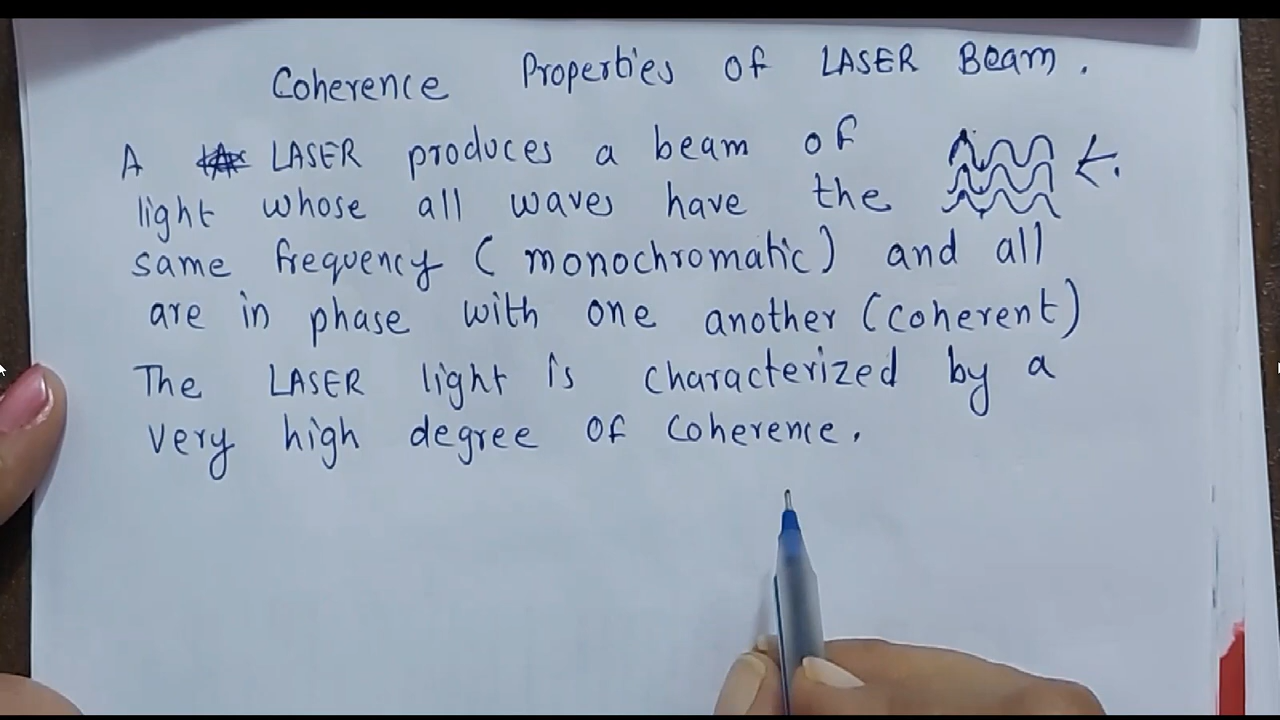 Coherence Properties of LASER Beam.
A LASER produces a beam of
light whose all waves have the
same frequency (monochromatic) and all
are in phase with one another (coherent)
The LASER light is characterized by a
very high degree of coherence.